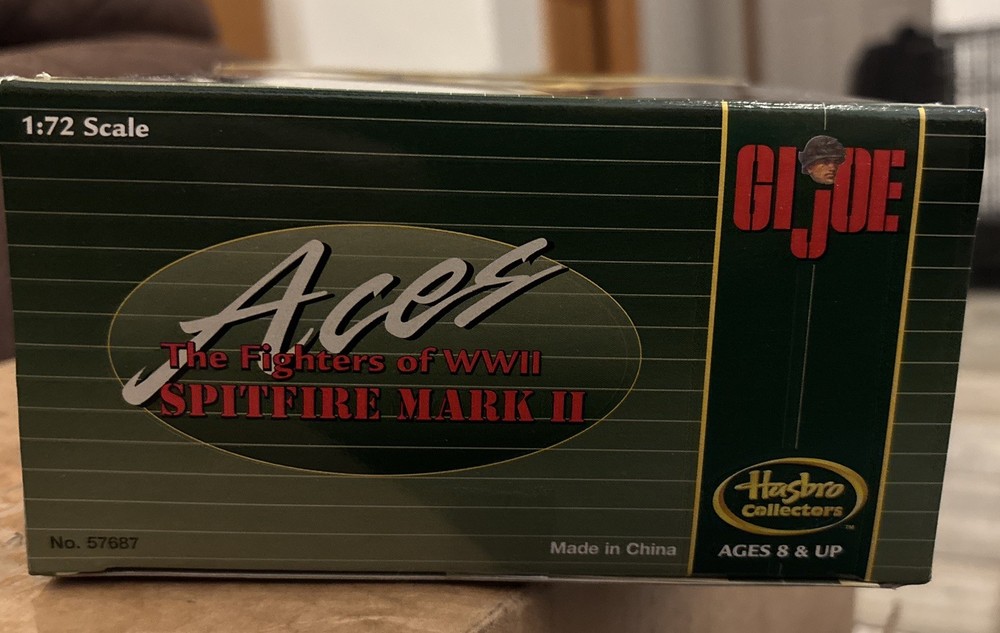 1:72 Scale
GI JOE
Aces
The Fighters of WWII
SPITFIRE MARK II
Hasbro
Collectors
™
No. 57687
Made in China
AGES 8 & UP